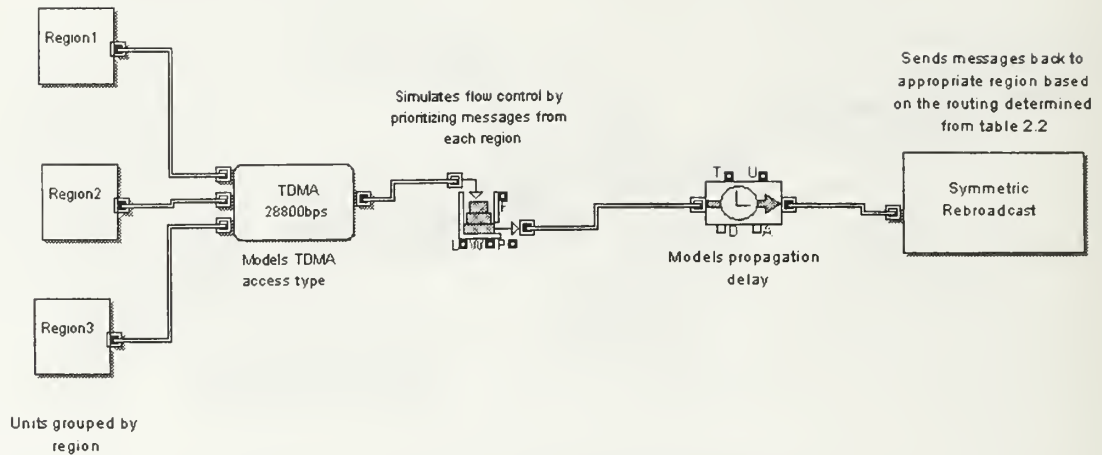 Region1
Region2
Region3
Units grouped by
region
TDMA
28800bps
Models TDMA
access type
Simulates flow control by
prioritizing messages from
each region
F
L W P
T U
D A
Models propagation
delay
Sends messages back to
appropriate region based
on the routing determined
from table 2.2
Symmetric
Rebroadcast